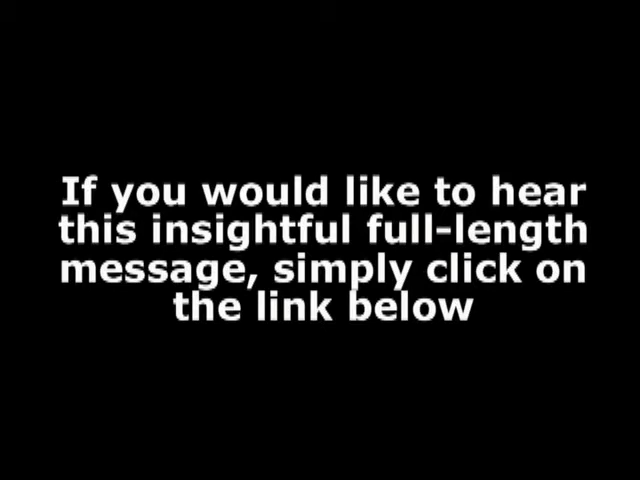 If you would like to hear
this insightful full-length
message, simply click on
the link below